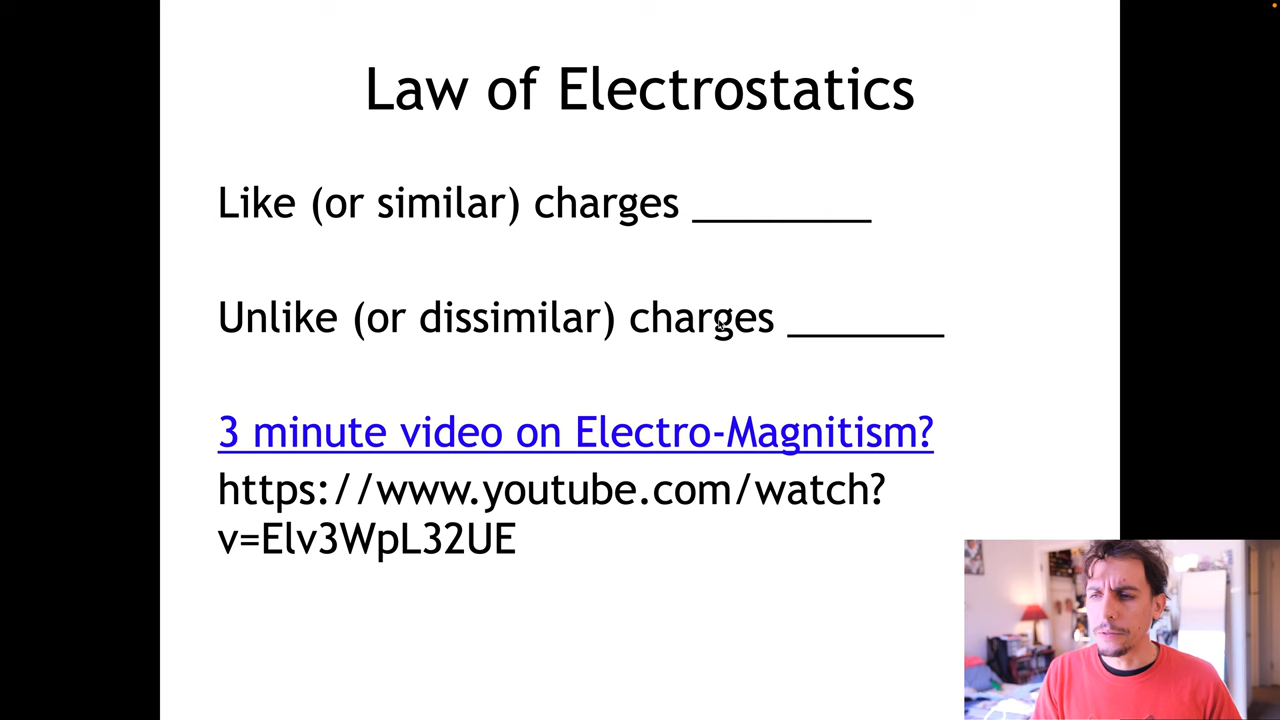 Law of Electrostatics
Like (or similar) charges ________
Unlike (or dissimilar) charges _______
3 minute video on Electro-Magnitism?
https://www.youtube.com/watch?
v=Elv3WpL32UE